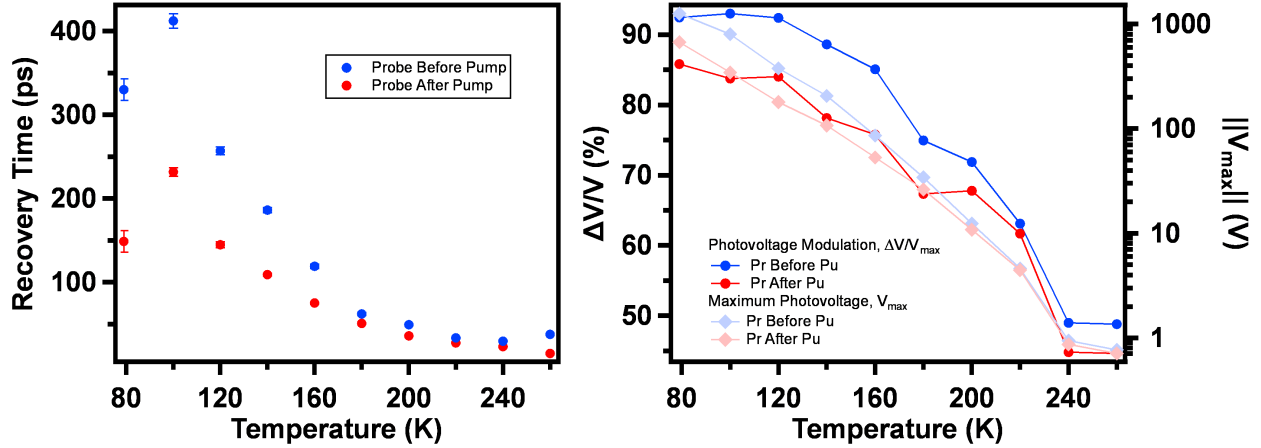 Recovery Time (ps)
400
300
200
100
Probe Before Pump
Probe After Pump
80
120
160
200
240
Temperature (K)
ΔV/V (%)
90
80
70
60
50
Photovoltage Modulation, ΔV/Vmax
Pr Before Pu
Pr After Pu
Maximum Photovoltage, Vmax
Pr Before Pu
Pr After Pu
80
120
160
200
240
Temperature (K)
1000
100
10
1
||Vmax|| (V)